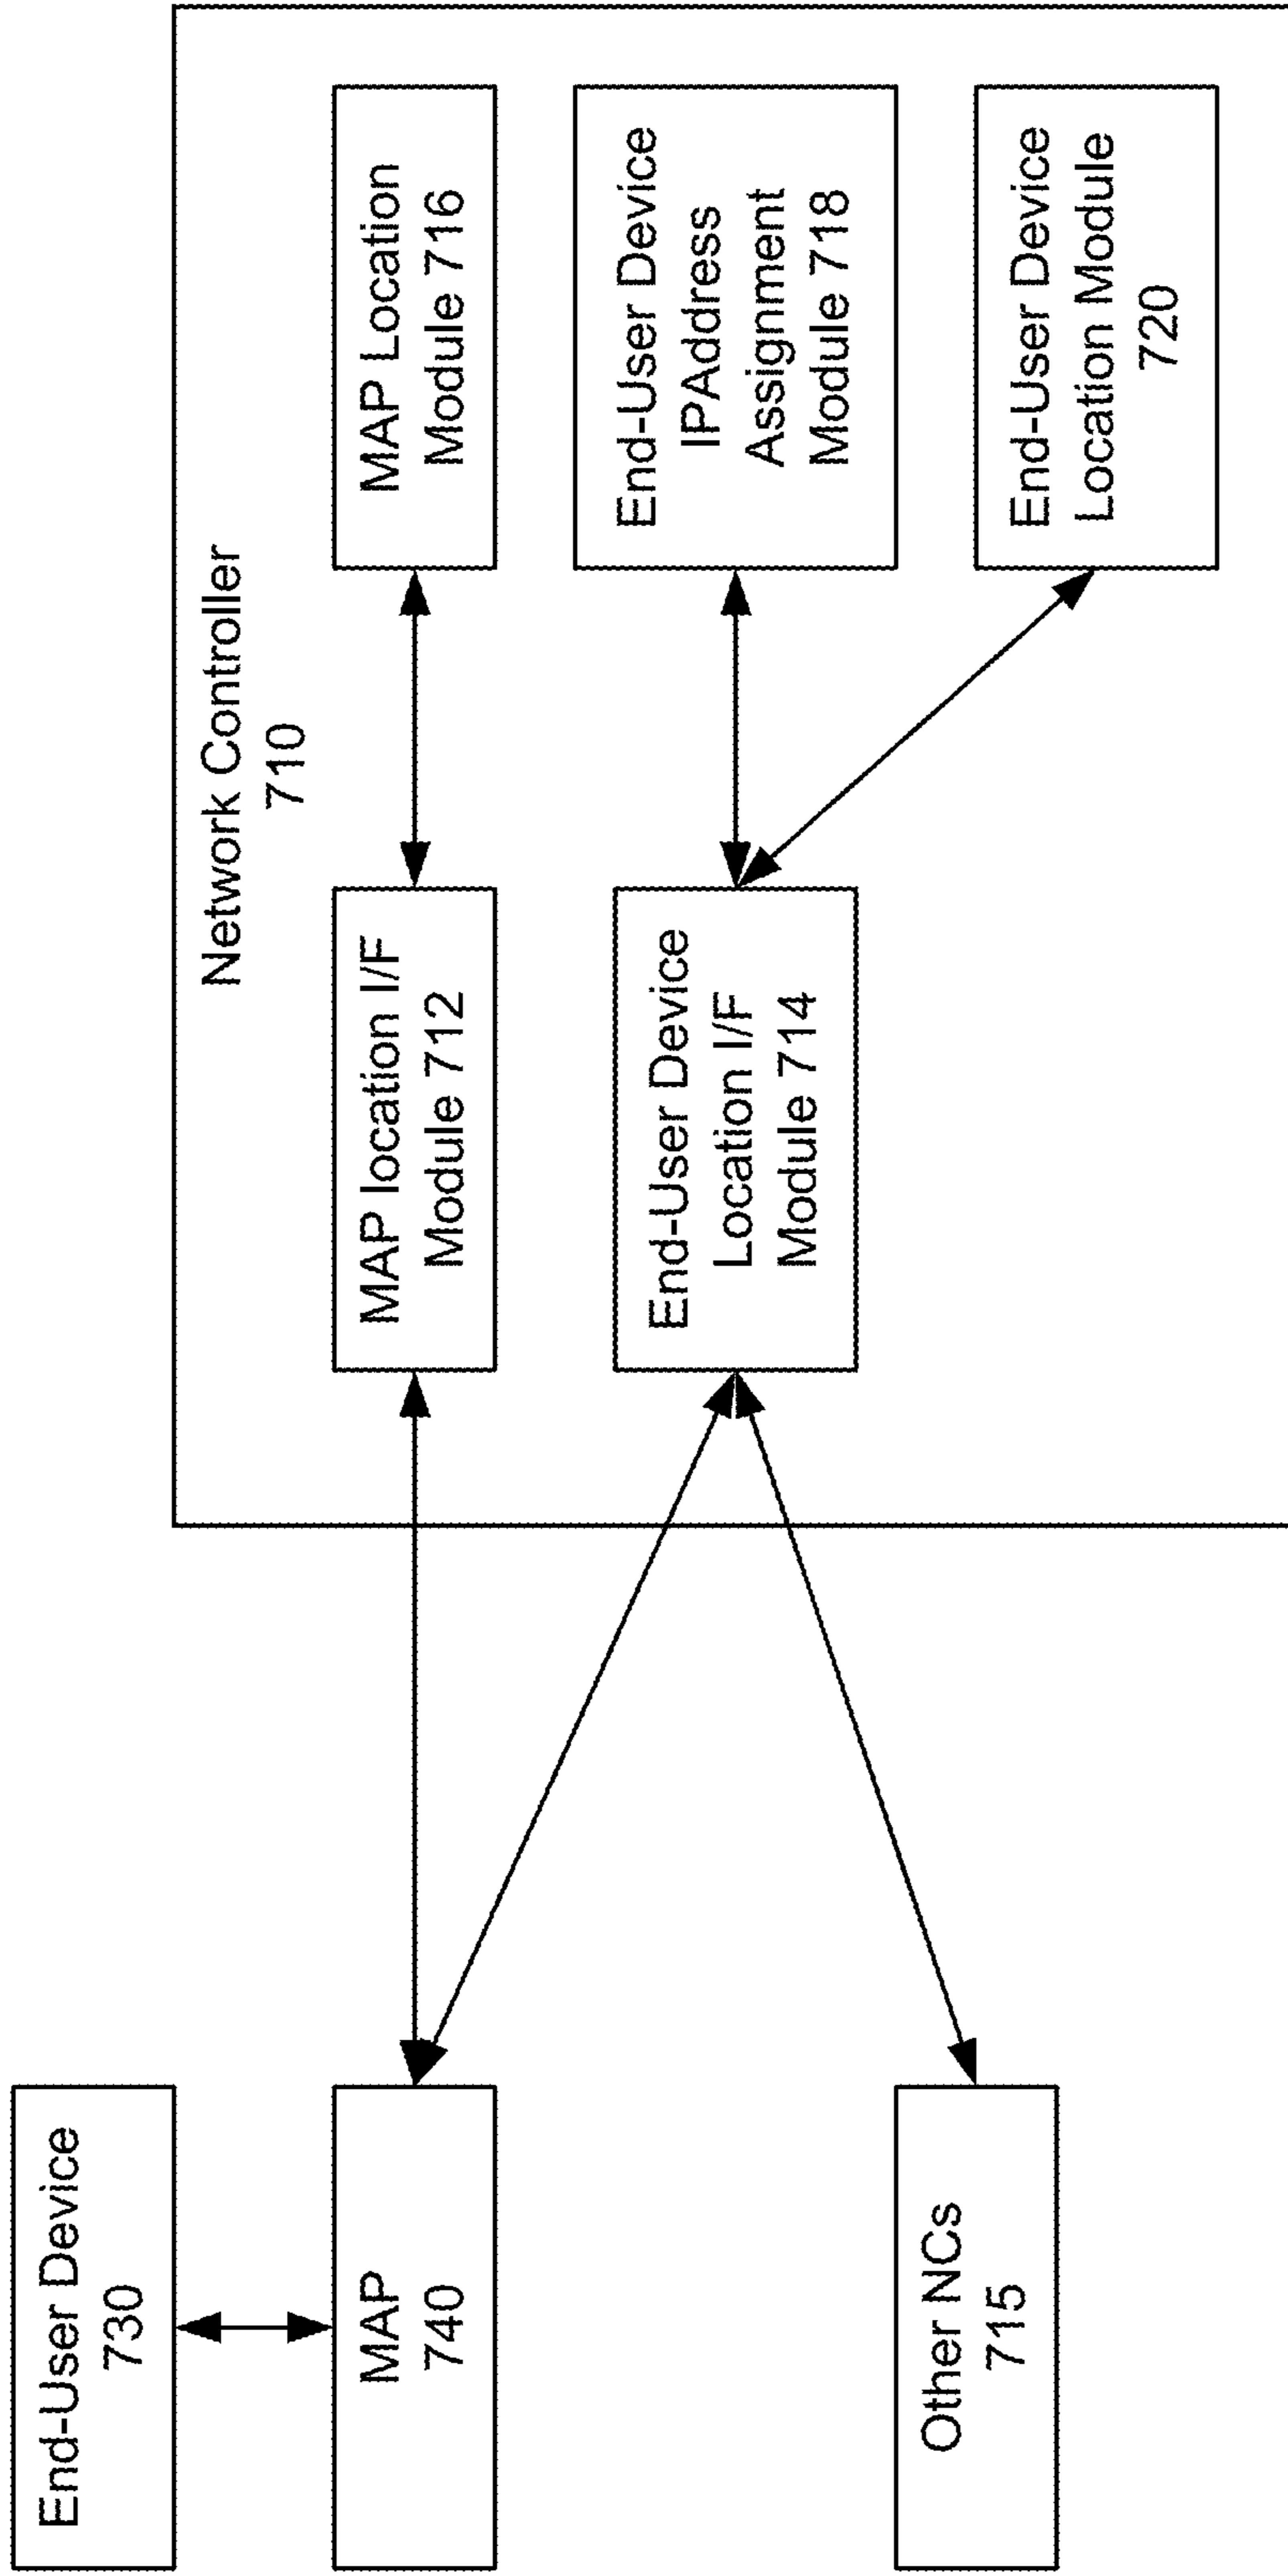 End-User Device
730
MAP
740
Other NCs
715
Network Controller
710
MAP location I/F
Module 712
End-User Device
Location I/F
Module 714
MAP Location
Module 716
End-User Device
IPAddress
Assignment
Module 718
End-User Device
Location Module
720